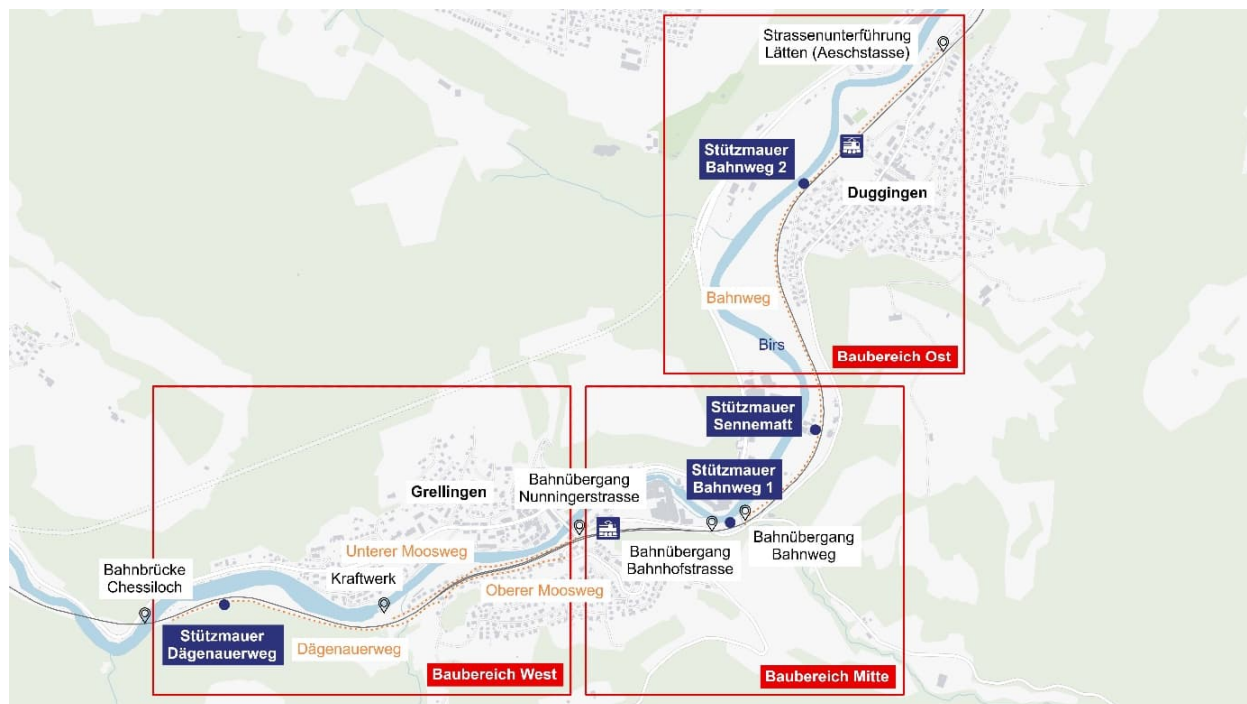 Strassenunterführung
Lätten (Aeschstasse)
Stützmauer
Bahnweg 2
Duggingen
Bahnweg
Birs
Baubereich Ost
Stützmauer
Sennematt
Stützmauer
Bahnweg 1
Bahnübergang
Nunningerstrasse
Grellingen
Bahnübergang
Bahnhofstrasse
Bahnübergang
Bahnweg
Unterer Moosweg
Bahnbrücke
Chessiloch
Kraftwerk
Oberer Moosweg
Stützmauer
Dägenauerweg
Dägenauerweg
Baubereich West
Baubereich Mitte